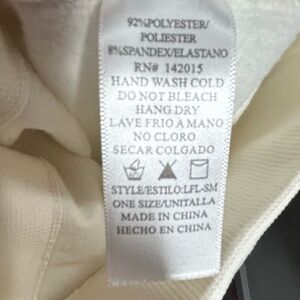 92%POLYESTER/
POLIESTER
8%SPANDEX/ELASTANO
RN# 142015
HAND WASH COLD
DO NOT BLEACH
HANG DRY
LAVE FRIO A MANO
NO CLORO
SECAR COLGADO
STYLE/ESTILO:LFL-SM
ONE SIZE/UNITALLA
MADE IN CHINA
HECHO EN CHINA